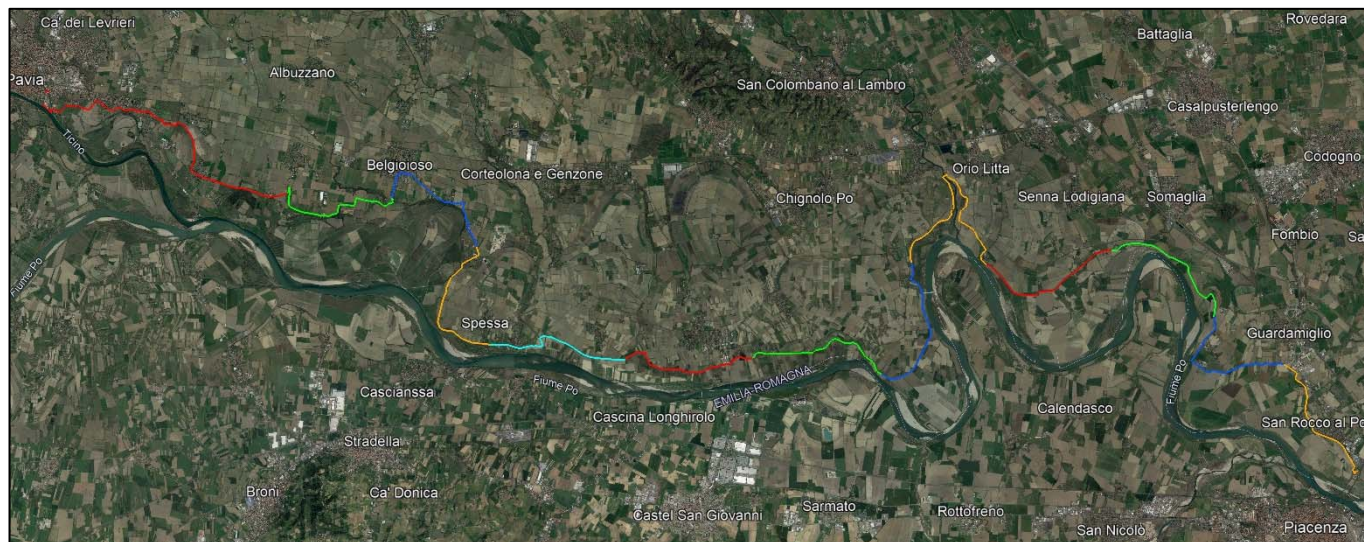 Ca' dei Levrieri
Rovedara
Battaglia
Albuzzano
Pavia
San Colombano al Lambro
Casalpusterlengo
Ticino
Codogno
Belgioioso
Corteolona e Genzone
Orio Litta
Chignolo Po
Senna Lodigiana
Somaglia
Fombio
Sa
Fiume Po
Spessa
Guardamiglio
Fiume Po
Fiume Po
EMILIA-ROMAGNA
Cascianssa
Cascina Longhirolo
Calendasco
San Rocco al Po
Stradella
Broni
Ca' Donica
Castel San Giovanni
Sarmato
Rottofreno
San Nicolò
Piacenza